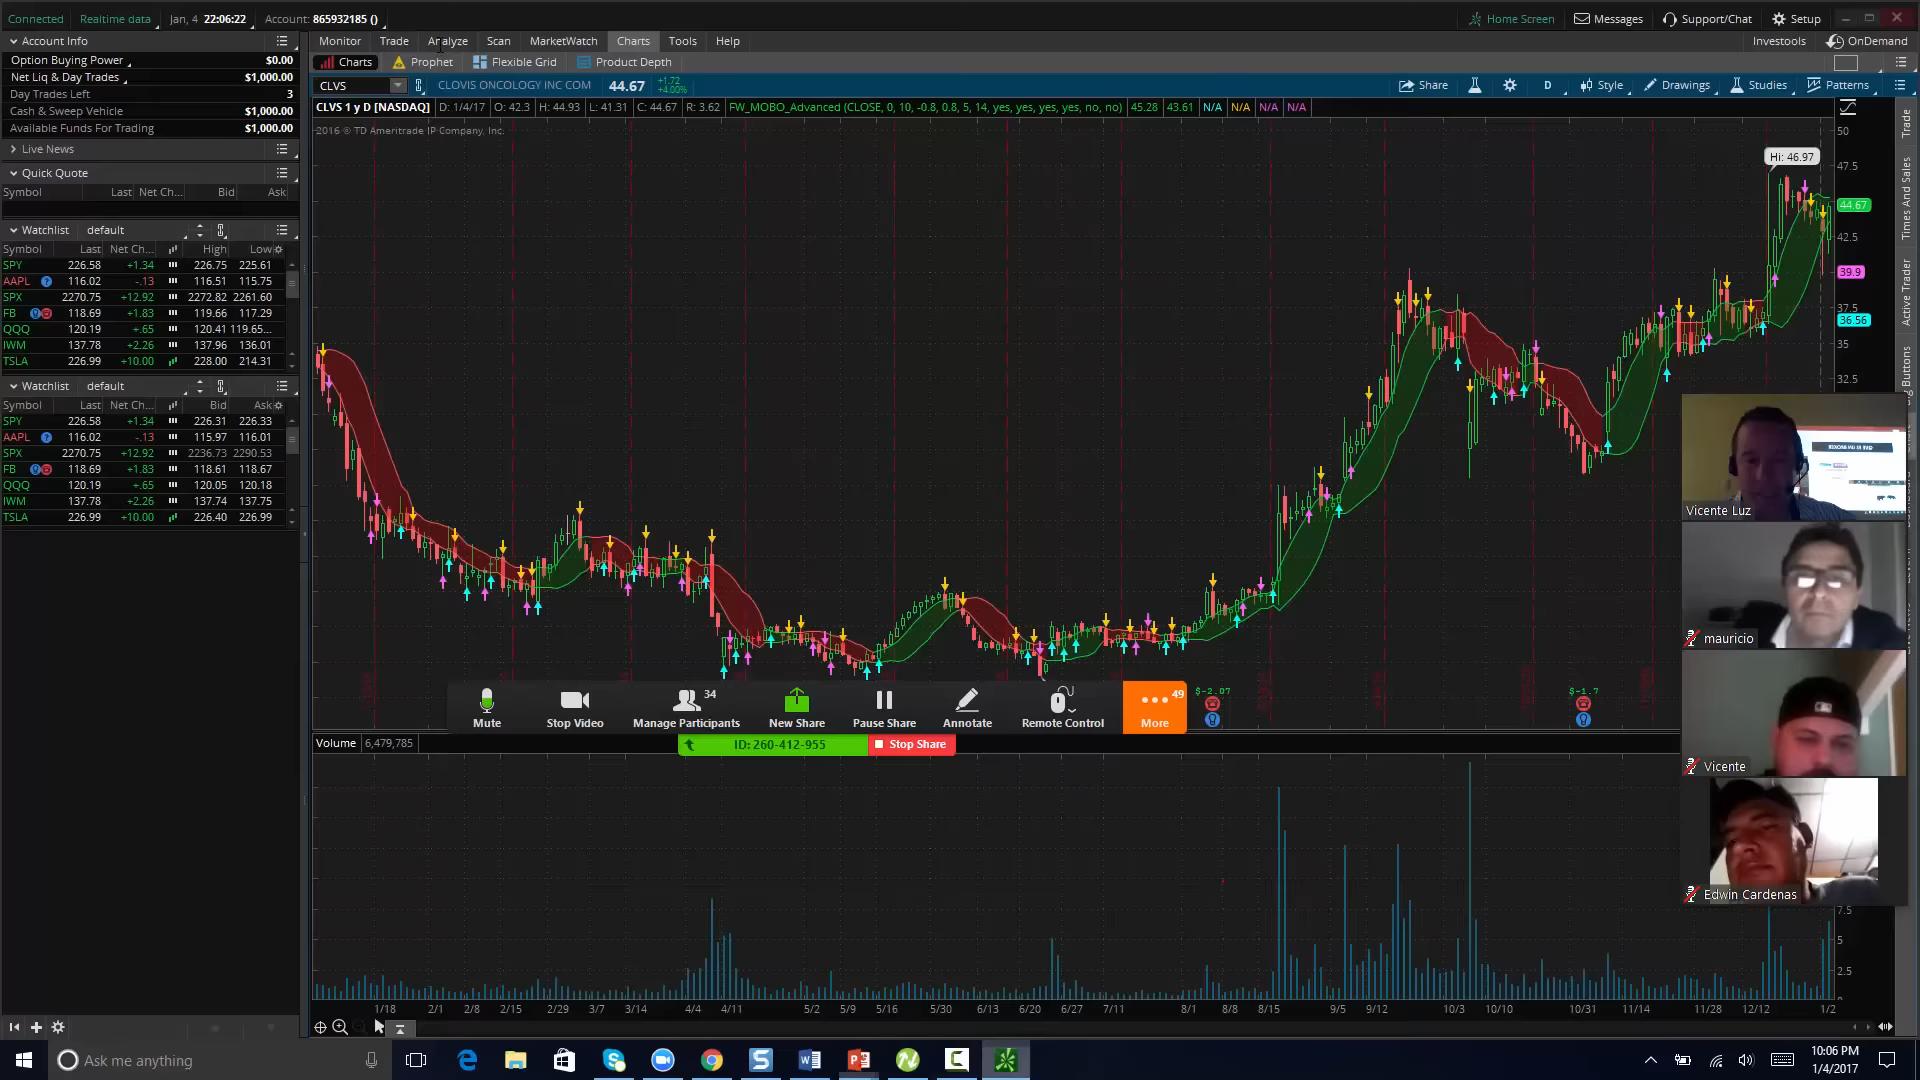 Connected Realtime data Jan, 4 22:06:22 Account: 865932185 () Home Screen Messages Support/Chat Setup
Account Info
Option Buying Power $0.00
Net Liq & Day Trades $1,000.00
Day Trades Left 3
Cash & Sweep Vehicle $1,000.00
Available Funds For Trading $1,000.00
Live News
Quick Quote
Symbol Last Net Ch... Bid Ask
Watchlist default
Symbol Last Net Ch... High Low
SPY 226.58 +1.34 226.75 225.61
AAPL 116.02 -.13 116.51 115.75
SPX 2270.75 +12.92 2272.82 2261.60
FB 118.69 +1.83 119.66 117.29
QQQ 120.19 +.65 120.41 119.65...
IWM 137.78 +2.26 137.96 136.01
TSLA 226.99 +10.00 228.00 214.31
Watchlist default
Symbol Last Net Ch... Bid Ask
SPY 226.58 +1.34 226.31 226.33
AAPL 116.02 -.13 115.97 116.01
SPX 2270.75 +12.92 2236.73 2290.53
FB 118.69 +1.83 118.61 118.67
QQQ 120.19 +.65 120.05 120.18
IWM 137.78 +2.26 137.74 137.75
TSLA 226.99 +10.00 226.40 226.99
Monitor Trade Analyze Scan MarketWatch Charts Tools Help Investools OnDemand
Charts Prophet Flexible Grid Product Depth
CLVS CLOVIS ONCOLOGY INC COM 44.67 +1.72 +4.00% Share D Style Drawings Studies Patterns
CLVS 1 y D [NASDAQ] D: 1/4/17 O: 42.3 H: 44.93 L: 41.31 C: 44.67 R: 3.62 FW_MOBO_Advanced (CLOSE, 0, 10, -0.8, 0.8, 5, 14, yes, yes, yes, yes, no, no) 45.28 43.61 N/A N/A N/A N/A
2016 © TD Ameritrade IP Company, Inc.
Hi: 46.97
50
47.5
44.67
42.5
39.9
37.5
36.56
35
32.5
Trade
Times And Sales
Active Trader
Buttons
Vicente Luz
mauricio
Vicente
Edwin Cardenas
$-2.07
$-1.7
34
49
Mute Stop Video Manage Participants New Share Pause Share Annotate Remote Control More
ID: 260-412-955 Stop Share
Volume 6,479,785
7.5
5
2.5
1/18 2/1 2/8 2/15 2/29 3/7 3/14 4/4 4/11 5/2 5/9 5/16 5/30 6/13 6/20 6/27 7/11 8/1 8/8 8/15 9/5 9/12 10/3 10/10 10/31 11/14 11/28 12/12 1/2
Ask me anything
10:06 PM
1/4/2017